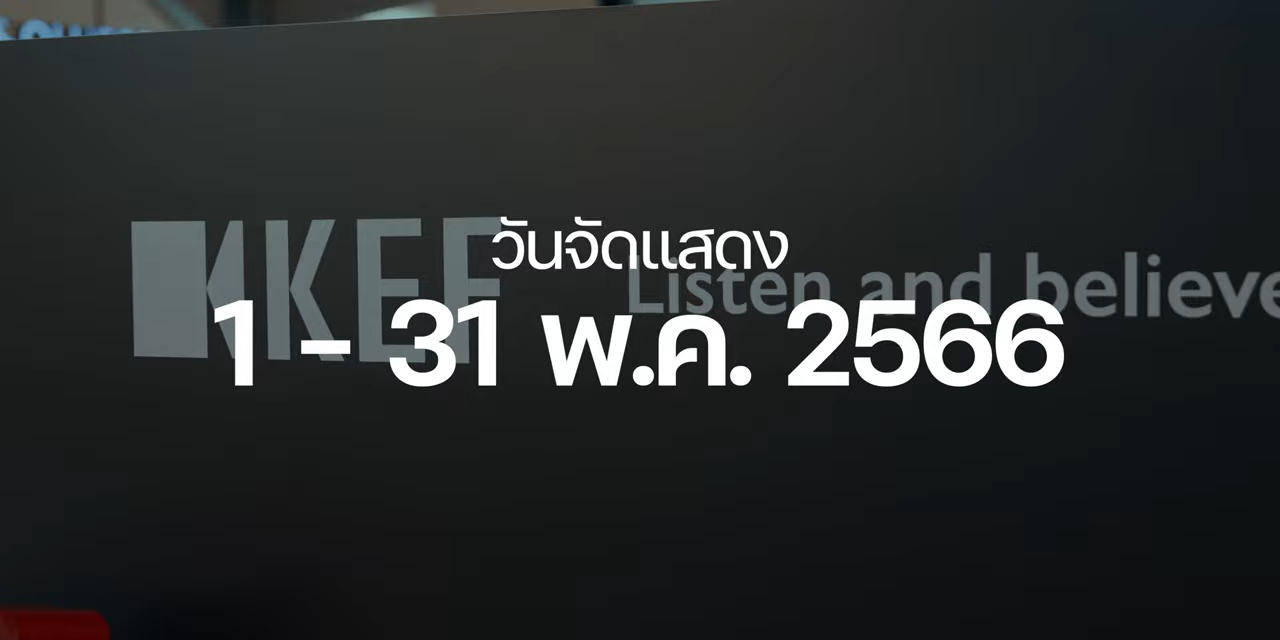 วันจัดแสดง
1 - 31 พ.ค. 2566
KEF
Listen and believe